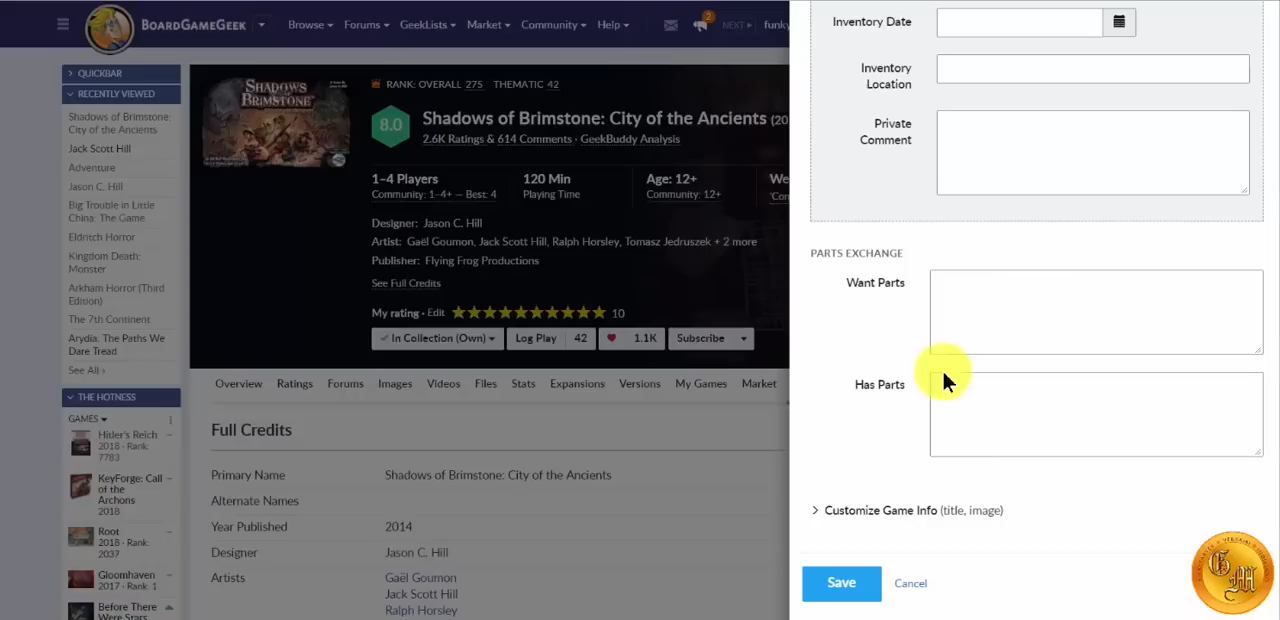 BOARDGAMEGEEK
Browse
Forums
GeekLists
Market
Community
Help
2
NEXT
funky
QUICKBAR
RECENTLY VIEWED
Shadows of Brimstone:
City of the Ancients
Jack Scott Hill
Adventure
Jason C. Hill
Big Trouble in Little
China: The Game
Eldritch Horror
Kingdom Death:
Monster
Arkham Horror (Third
Edition)
The 7th Continent
Arydia: The Paths We
Dare Tread
See All ›
THE HOTNESS
GAMES
Hitler's Reich
2018 · Rank:
7783
KeyForge: Call
of the
Archons
2018
Root
2018 · Rank:
2037
Gloomhaven
2017 · Rank: 1
Before There
Were Stars
SHADOWS
OF
BRIMSTONE
RANK: OVERALL 275 THEMATIC 42
8.0
Shadows of Brimstone: City of the Ancients (20
2.6K Ratings & 614 Comments · GeekBuddy Analysis
1–4 Players
Community: 1–4+ — Best: 4
120 Min
Playing Time
Age: 12+
Community: 12+
We
'Con
Designer: Jason C. Hill
Artist: Gaël Goumon, Jack Scott Hill, Ralph Horsley, Tomasz Jedruszek + 2 more
Publisher: Flying Frog Productions
See Full Credits
My rating · Edit
10
In Collection (Own)
Log Play
42
1.1K
Subscribe
Overview
Ratings
Forums
Images
Videos
Files
Stats
Expansions
Versions
My Games
Market
Full Credits
Primary Name Shadows of Brimstone: City of the Ancients
Alternate Names
Year Published 2014
Designer Jason C. Hill
Artists Gaël Goumon
Jack Scott Hill
Ralph Horsley
Inventory Date
Inventory
Location
Private
Comment
PARTS EXCHANGE
Want Parts
Has Parts
Customize Game Info (title, image)
Save
Cancel